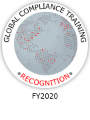 GLOBAL COMPLIANCE TRAINING
*RECOGNITION*
FY2020